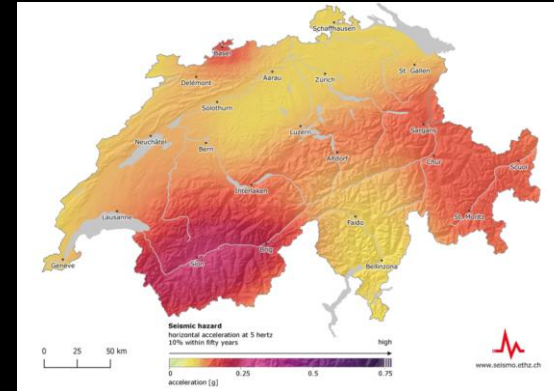 Schaffhausen
Basel
Delémont
Aarau
Zürich
St. Gallen
Solothurn
Neuchâtel
Bern
Luzern
Altdorf
Sargans
Chur
Scuol
Interlaken
Lausanne
Faido
St. Moritz
Sion
Brig
Genève
Bellinzona
Seismic hazard
horizontal acceleration at 5 hertz
10% within fifty years
high
0 25 50 km
0 0.25 0.5 0.75
acceleration [g]
www.seismo.ethz.ch